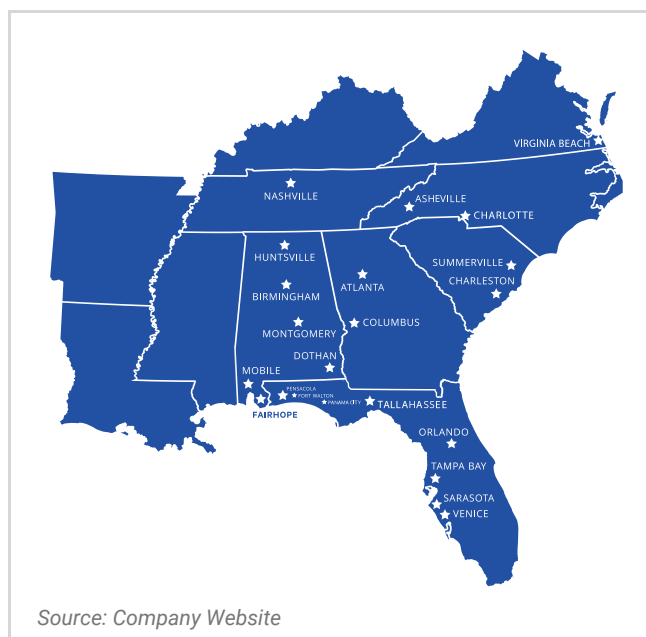 VIRGINIA BEACH
NASHVILLE
ASHEVILLE
CHARLOTTE
HUNTSVILLE
SUMMERVILLE
ATLANTA
CHARLESTON
BIRMINGHAM
COLUMBUS
MONTGOMERY
DOTHAN
MOBILE
PENSACOLA
FORT WALTON
PANAMA CITY
TALLAHASSEE
FAIRHOPE
ORLANDO
TAMPA BAY
SARASOTA
VENICE
Source: Company Website